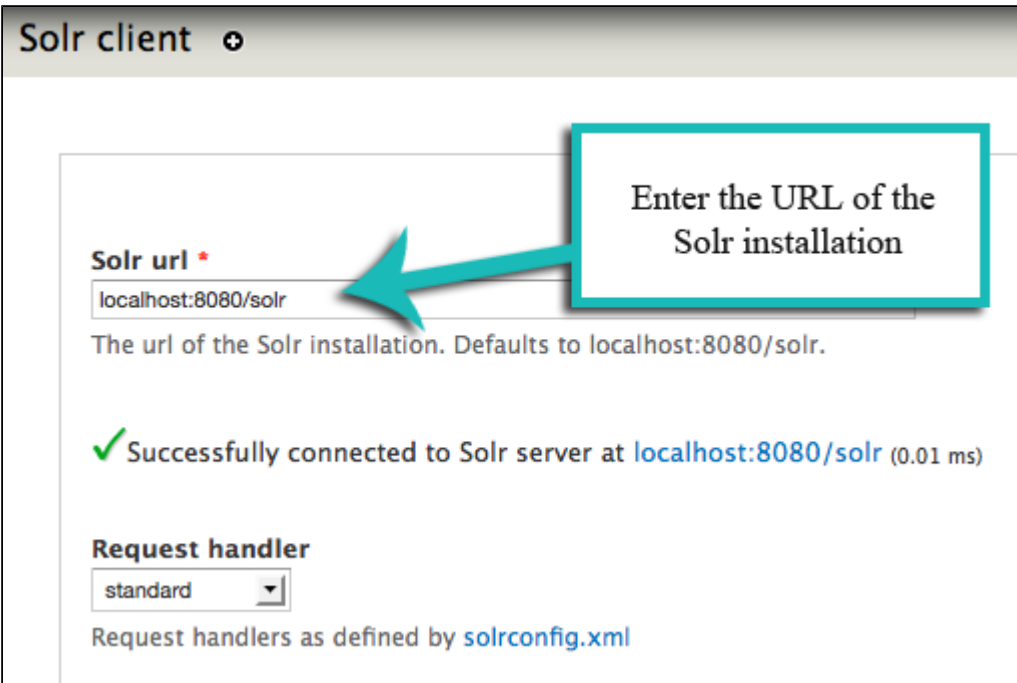 Solr client
Enter the URL of the
Solr installation
Solr url *
localhost:8080/solr
The url of the Solr installation. Defaults to localhost:8080/solr.
Successfully connected to Solr server at localhost:8080/solr (0.01 ms)
Request handler
standard
Request handlers as defined by solrconfig.xml